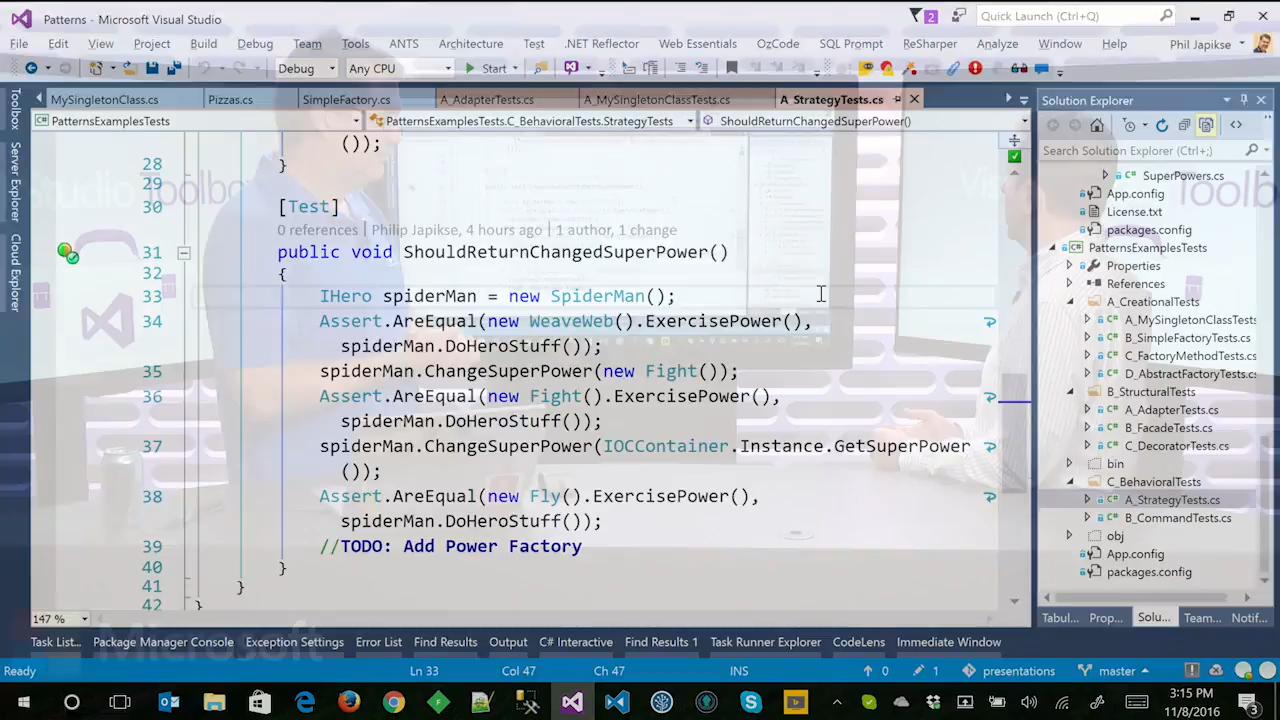 Patterns - Microsoft Visual Studio
2
Quick Launch (Ctrl+;)
File Edit View Project Build Debug Team Tools ANTS Architecture Test .NET Reflector Web Essentials OzCode SQL Prompt ReSharper Analyze Window Help Phil Japikse
Debug Any CPU Start
MySingletonClass.cs Pizzas.cs SimpleFactory.cs A_AdapterTests.cs A_MySingletonClassTests.cs A_StrategyTests.cs
PatternsExamplesTests PatternsExamplesTests.C_BehavioralTests.StrategyTests ShouldReturnChangedSuperPower()
Toolbox
Server Explorer
Cloud Explorer
());
28 }
29
30 [Test]
0 references | Philip Japikse, 4 hours ago | 1 author, 1 change
31 public void ShouldReturnChangedSuperPower()
32 {
33 IHero spiderMan = new SpiderMan();
34 Assert.AreEqual(new WeaveWeb().ExercisePower(),
spiderMan.DoHeroStuff());
35 spiderMan.ChangeSuperPower(new Fight());
36 Assert.AreEqual(new Fight().ExercisePower(),
spiderMan.DoHeroStuff());
37 spiderMan.ChangeSuperPower(IOCContainer.Instance.GetSuperPower
());
38 Assert.AreEqual(new Fly().ExercisePower(),
spiderMan.DoHeroStuff());
39 //TODO: Add Power Factory
40 }
41 }
42 }
147 %
Solution Explorer
Search Solution Explorer (Ctrl+;)
C# SuperPowers.cs
App.config
License.txt
packages.config
PatternsExamplesTests
Properties
References
A_CreationalTests
C# A_MySingletonClassTests
C# B_SimpleFactoryTests.cs
C# C_FactoryMethodTests.cs
C# D_AbstractFactoryTests.cs
B_StructuralTests
C# A_AdapterTests.cs
C# B_FacadeTests.cs
C# C_DecoratorTests.cs
bin
C_BehavioralTests
C# A_StrategyTests.cs
C# B_CommandTests.cs
obj
App.config
packages.config
Tabul... Prop... Solu... Team... Notif...
Studio Toolbox
Toolbox
Microsoft
Task List... Package Manager Console Exception Settings Error List Find Results Output C# Interactive Find Results 1 Task Runner Explorer CodeLens Immediate Window
Ready Ln 33 Col 47 Ch 47 INS 0 1 presentations master
3:15 PM
11/8/2016
3